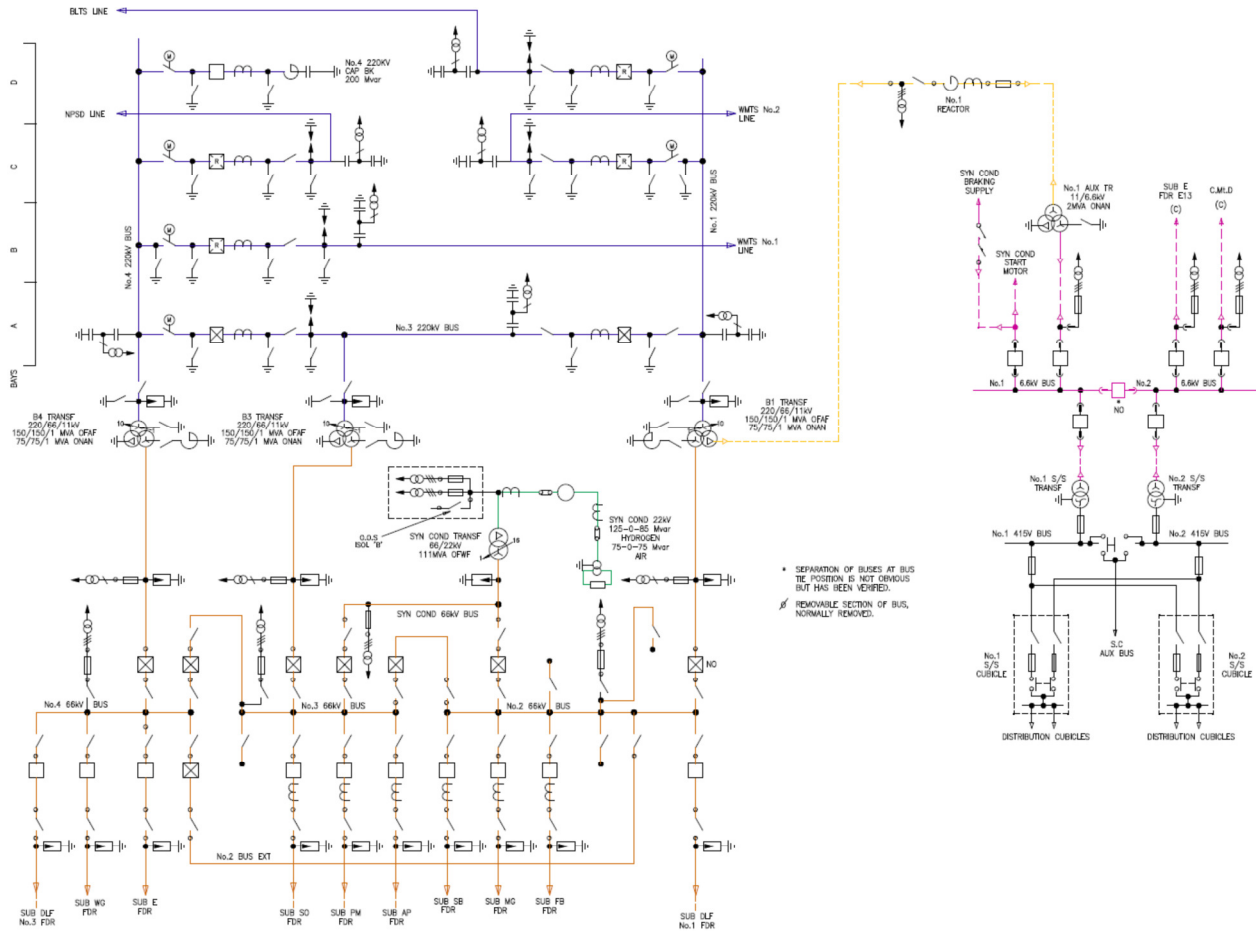 BLTS LINE
D
C
B
A
BAYS
M
No.4 220KV
CAP BK
200 Mvar
R
NPSD LINE
WMTS No.2
LINE
M
R
R
M
No.4 220kV BUS
No.1 220kV BUS
M
R
WMTS No.1
LINE
M
No.3 220kV BUS
B4 TRANSF
220/66/11kV
150/150/1 MVA OFAF
75/75/1 MVA ONAN
10
B3 TRANSF
220/66/11kV
150/150/1 MVA OFAF
75/75/1 MVA ONAN
10
B1 TRANSF
220/66/11kV
150/150/1 MVA OFAF
75/75/1 MVA ONAN
10
O.D.S
ISOL 'B'
SYN COND TRANSF
66/22kV
111MVA OFWF
16
1
SYN COND 22kV
125-0-85 Mvar
HYDROGEN
75-0-75 Mvar
AIR
SYN COND 66kV BUS
NO
No.4 66kV BUS
No.3 66kV BUS
No.2 66kV BUS
No.2 BUS EXT
SUB DLF
No.3 FDR
SUB WG
FDR
SUB E
FDR
SUB SO
FDR
SUB PM
FDR
SUB AP
FDR
SUB SB
FDR
SUB MG
FDR
SUB FB
FDR
SUB DLF
No.1 FDR
No.1
REACTOR
SYN COND
BRAKING
SUPPLY
SYN COND
START
MOTOR
No.1 AUX TR
11/6.6kV
2MVA ONAN
SUB E
FDR E13
(C)
C.Mt.D
(C)
No.1
6.6kV BUS
No.2
6.6kV BUS
*
NO
No.1 S/S
TRANSF
No.2 S/S
TRANSF
No.1 415V BUS
No.2 415V BUS
* SEPARATION OF BUSES AT BUS
TIE POSITION IS NOT OBVIOUS
BUT HAS BEEN VERIFIED.
Ø REMOVABLE SECTION OF BUS,
NORMALLY REMOVED.
No.1
S/S
CUBICLE
S.C
AUX BUS
No.2
S/S
CUBICLE
DISTRIBUTION CUBICLES
DISTRIBUTION CUBICLES